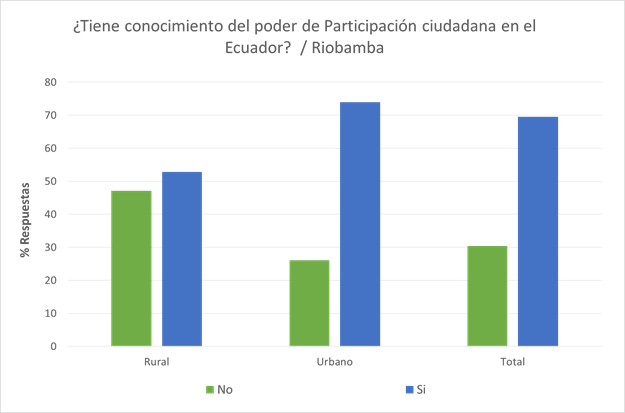 ¿Tiene conocimiento del poder de Participación ciudadana en el
Ecuador?  / Riobamba
80
70
60
50
40
30
20
10
0
% Respuestas
Rural
Urbano
Total
No
Si